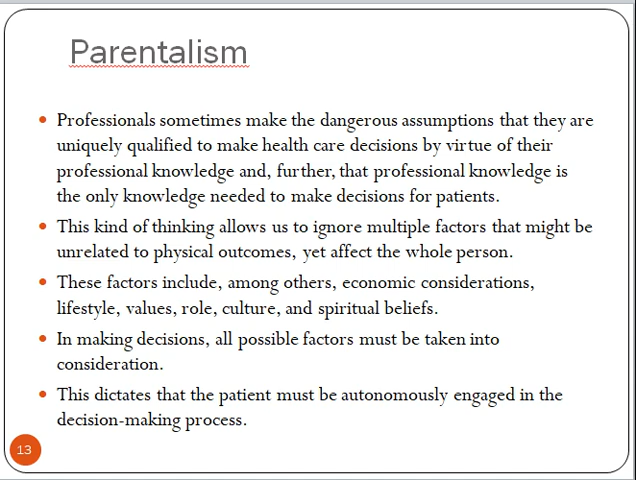 Parentalism
• Professionals sometimes make the dangerous assumptions that they are
uniquely qualified to make health care decisions by virtue of their
professional knowledge and, further, that professional knowledge is
the only knowledge needed to make decisions for patients.
• This kind of thinking allows us to ignore multiple factors that might be
unrelated to physical outcomes, yet affect the whole person.
• These factors include, among others, economic considerations,
lifestyle, values, role, culture, and spiritual beliefs.
• In making decisions, all possible factors must be taken into
consideration.
• This dictates that the patient must be autonomously engaged in the
decision-making process.
13